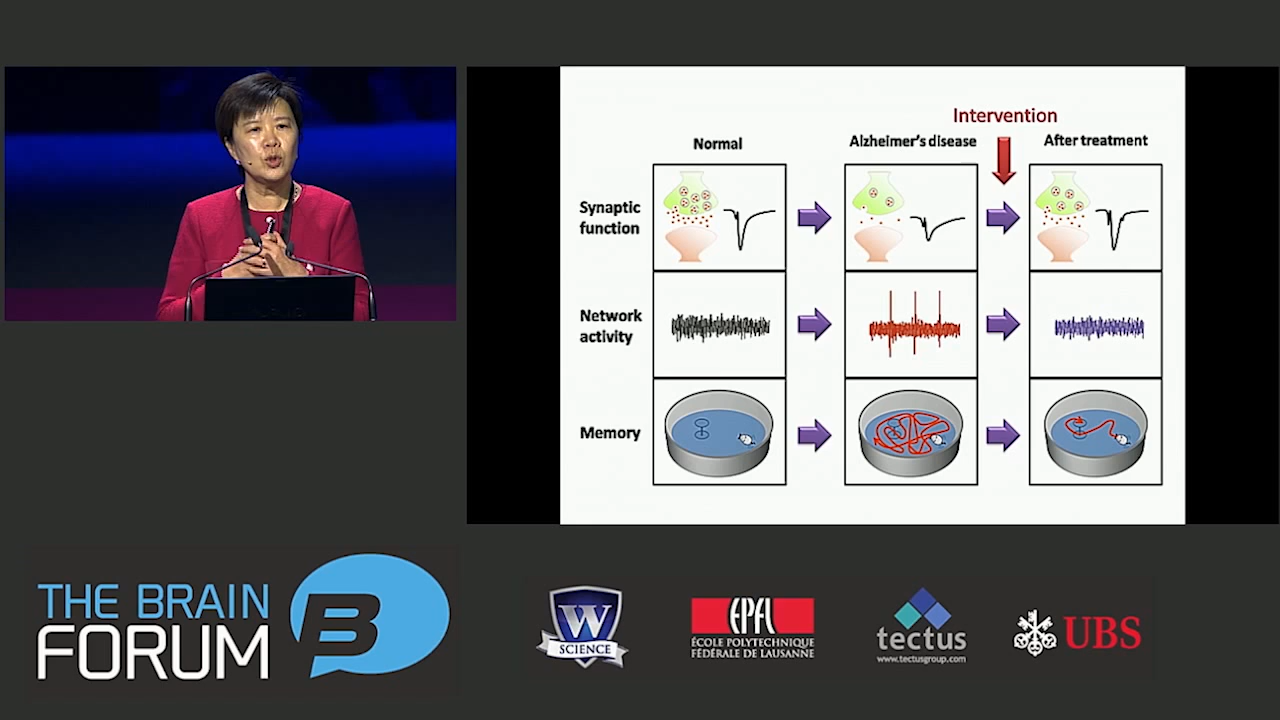 Intervention
Normal
Alzheimer's disease
After treatment
Synaptic
function
Network
activity
Memory
THE BRAIN
FORUM
B
W
SCIENCE
EPFL
ÉCOLE POLYTECHNIQUE
FÉDÉRALE DE LAUSANNE
tectus
www.tectusgroup.com
UBS